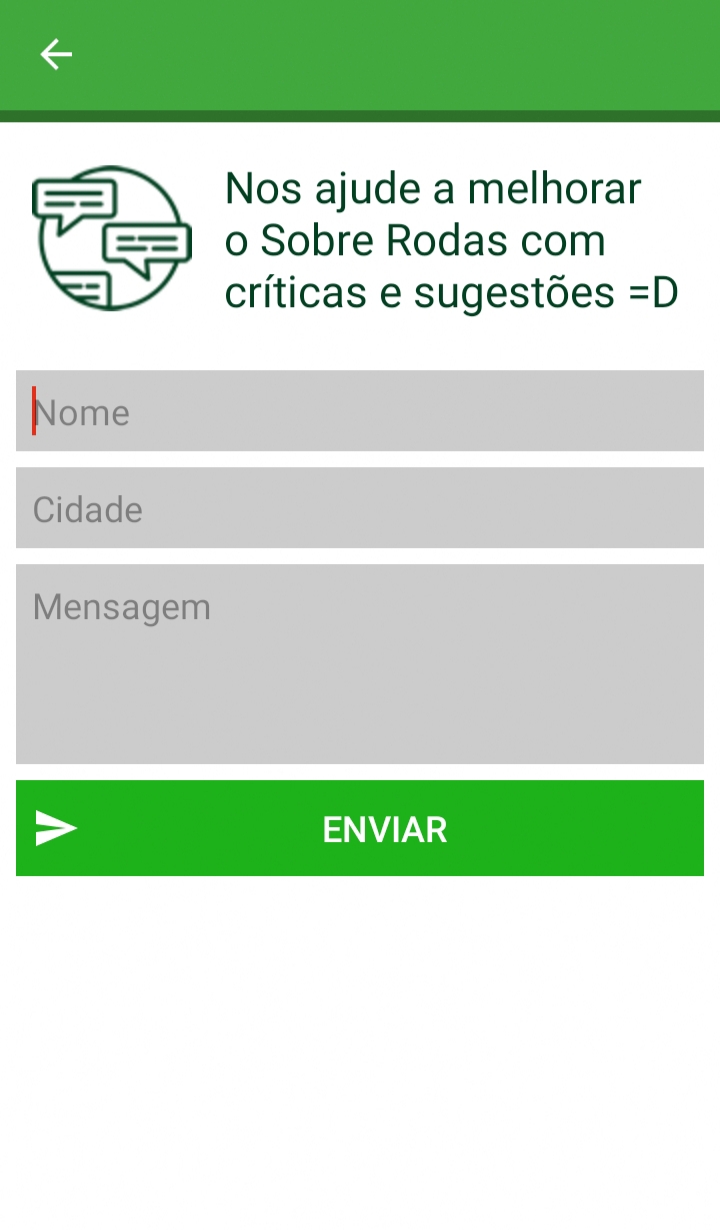 Nos ajude a melhorar
o Sobre Rodas com
críticas e sugestões =D
Nome
Cidade
Mensagem
ENVIAR